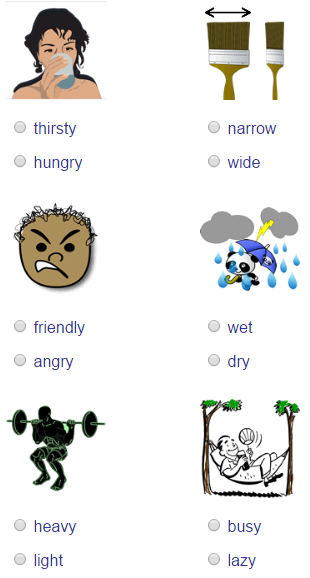 thirsty
narrow
hungry
wide
friendly
wet
angry
dry
heavy
busy
light
lazy